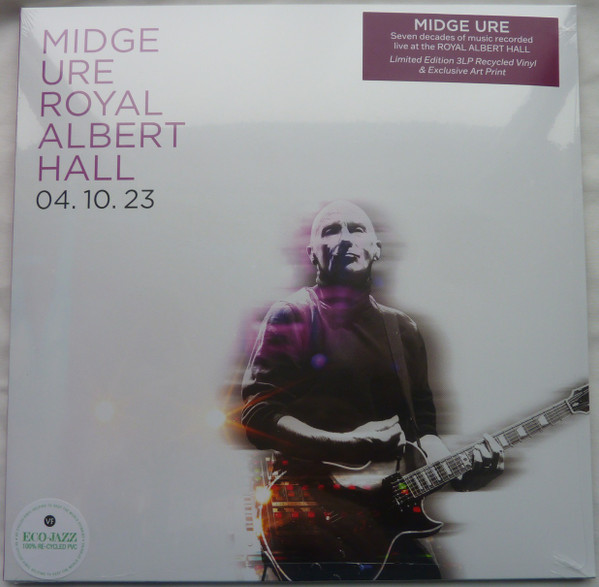 MIDGE
URE
ROYAL
ALBERT
HALL
04. 10. 23
MIDGE URE
Seven decades of music recorded
live at the ROYAL ALBERT HALL
Limited Edition 3LP Recycled Vinyl
& Exclusive Art Print
VF
ECO JAZZ
100% RE-CYCLED PVC